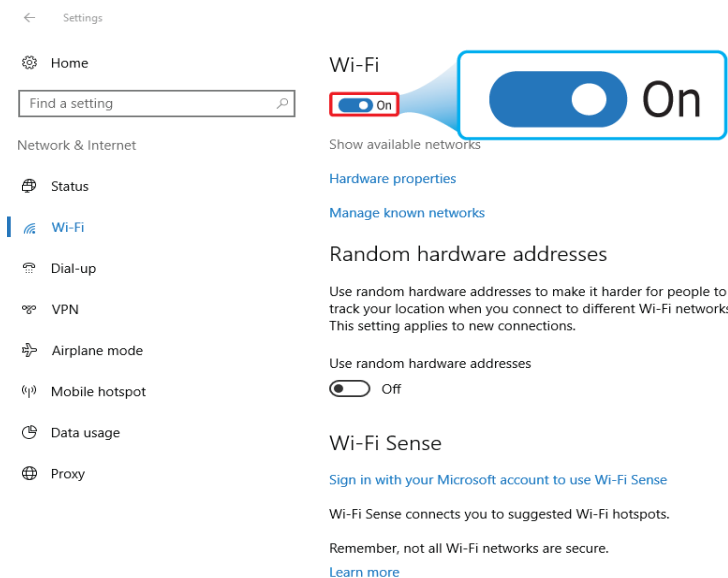 Settings
Home
Find a setting
Network & Internet
Status
Wi-Fi
Dial-up
VPN
Airplane mode
Mobile hotspot
Data usage
Proxy
Wi-Fi
On
On
Show available networks
Hardware properties
Manage known networks
Random hardware addresses
Use random hardware addresses to make it harder for people to
track your location when you connect to different Wi-Fi networks
This setting applies to new connections.
Use random hardware addresses
Off
Wi-Fi Sense
Sign in with your Microsoft account to use Wi-Fi Sense
Wi-Fi Sense connects you to suggested Wi-Fi hotspots.
Remember, not all Wi-Fi networks are secure.
Learn more